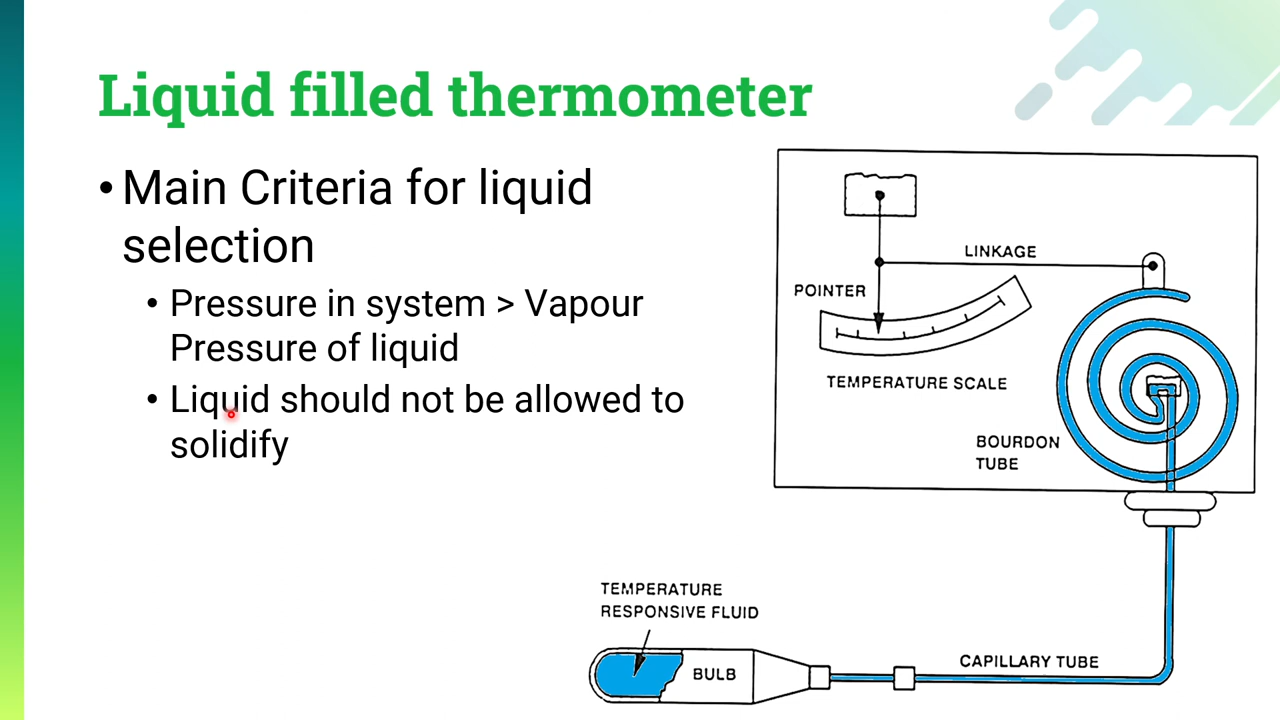 Liquid filled thermometer
• Main Criteria for liquid
selection
• Pressure in system > Vapour
Pressure of liquid
• Liquid should not be allowed to
solidify
LINKAGE
POINTER
TEMPERATURE SCALE
BOURDON
TUBE
TEMPERATURE
RESPONSIVE FLUID
BULB
CAPILLARY TUBE